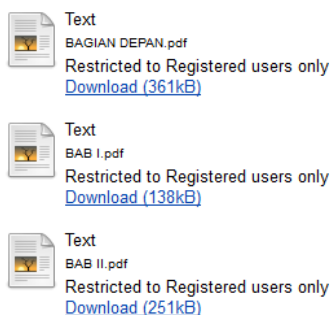 Text
BAGIAN DEPAN.pdf
Restricted to Registered users only
Download (361kB)
Text
BAB I.pdf
Restricted to Registered users only
Download (138kB)
Text
BAB II.pdf
Restricted to Registered users only
Download (251kB)